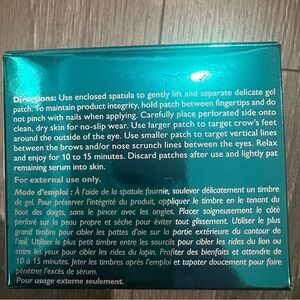 Directions: Use enclosed spatula to gently lift and separate delicate gel
patch. To maintain product integrity, hold patch between fingertips and do
not pinch with nails when applying. Carefully place perforated side onto
clean, dry skin for no-slip wear. Use larger patch to target crow's feet
around the outside of the eye. Use smaller patch to target vertical lines
between the brows and/or nose scrunch lines between the eyes. Relax
and enjoy for 10 to 15 minutes. Discard patches after use and lightly pat
remaining serum into skin.
For external use only.
Mode d'emploi : À l'aide de la spatule fournie, soulever délicatement un timbre
de gel. Pour préserver l'intégrité du produit, appliquer le timbre en le tenant du
bout des doigts, sans le pincer avec les ongles. Placer soigneusement le côté
perforé sur la peau propre et sèche pour éviter tout glissement. Utiliser le plus
grand timbre pour cibler les pattes d'oie sur la partie extérieure du contour de
l'œil. Utiliser le plus petit timbre entre les sourcils pour cibler les rides du lion ou
entre les yeux pour cibler les rides du lapin. Profiter des bienfaits et attendre de
10 à 15 minutes. Jeter les timbres après l'emploi et tapoter doucement pour faire
pénétrer l'excès de sérum.
Pour usage externe seulement.